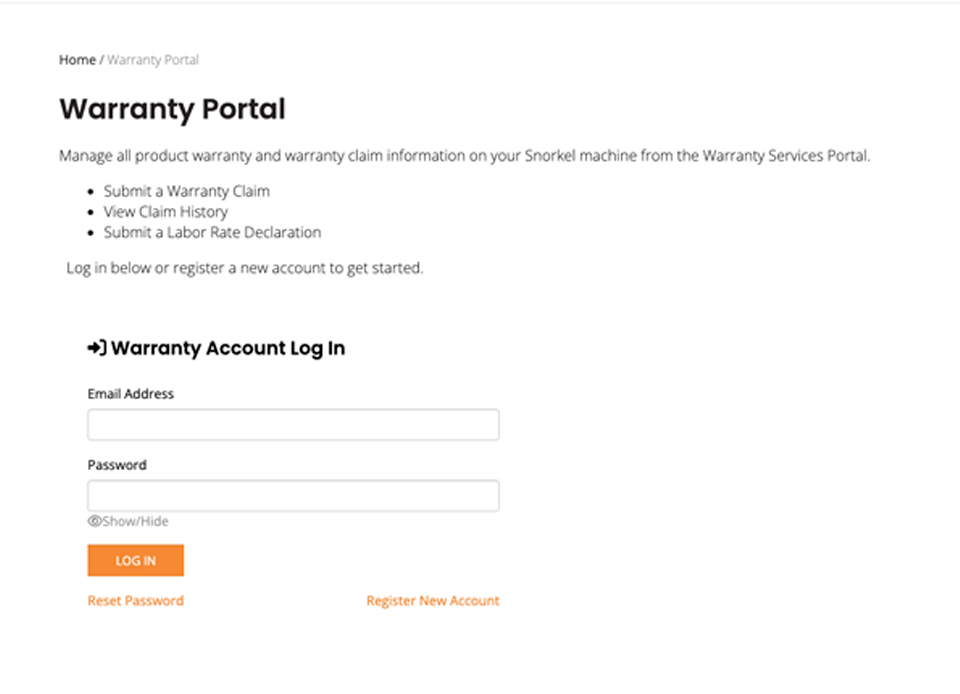 Home / Warranty Portal
Warranty Portal
Manage all product warranty and warranty claim information on your Snorkel machine from the Warranty Services Portal.
Submit a Warranty Claim
View Claim History
Submit a Labor Rate Declaration
Log in below or register a new account to get started.
Warranty Account Log In
Email Address
Password
Show/Hide
LOG IN
Reset Password Register New Account